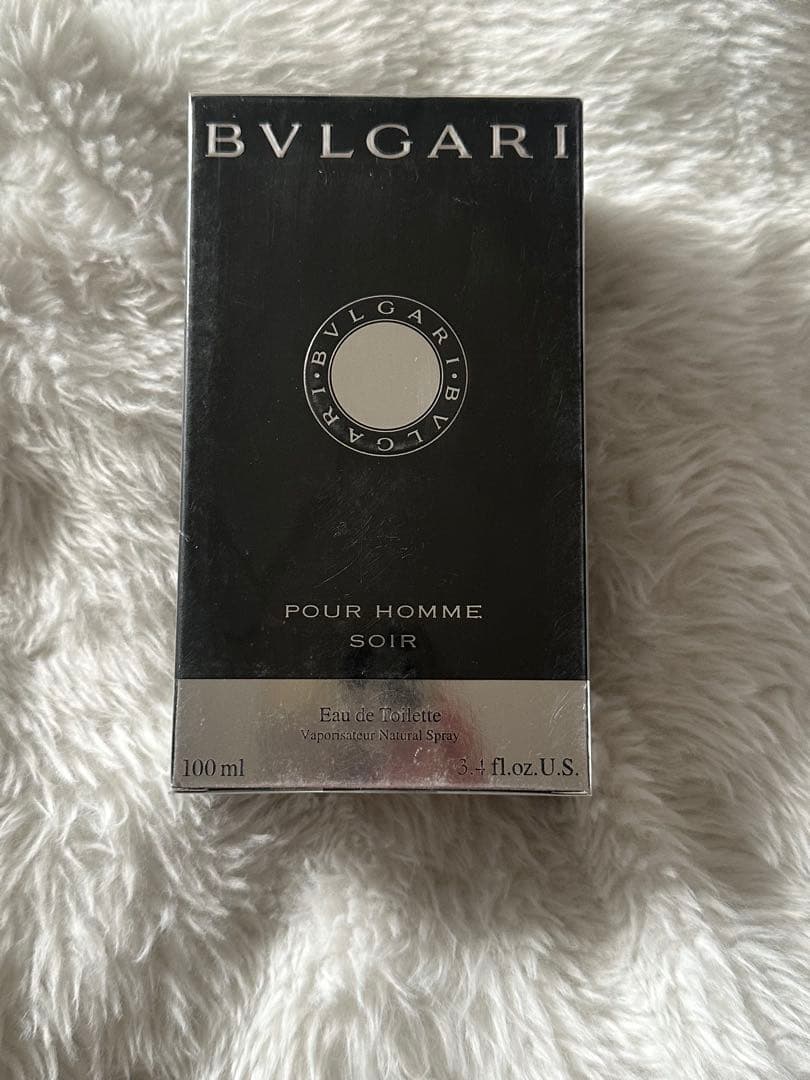 BVLGARI
BVLGARI • BVLGARI •
POUR HOMME
SOIR
Eau de Toilette
Vaporisateur Natural Spray
100 ml
3.4 fl.oz.U.S.